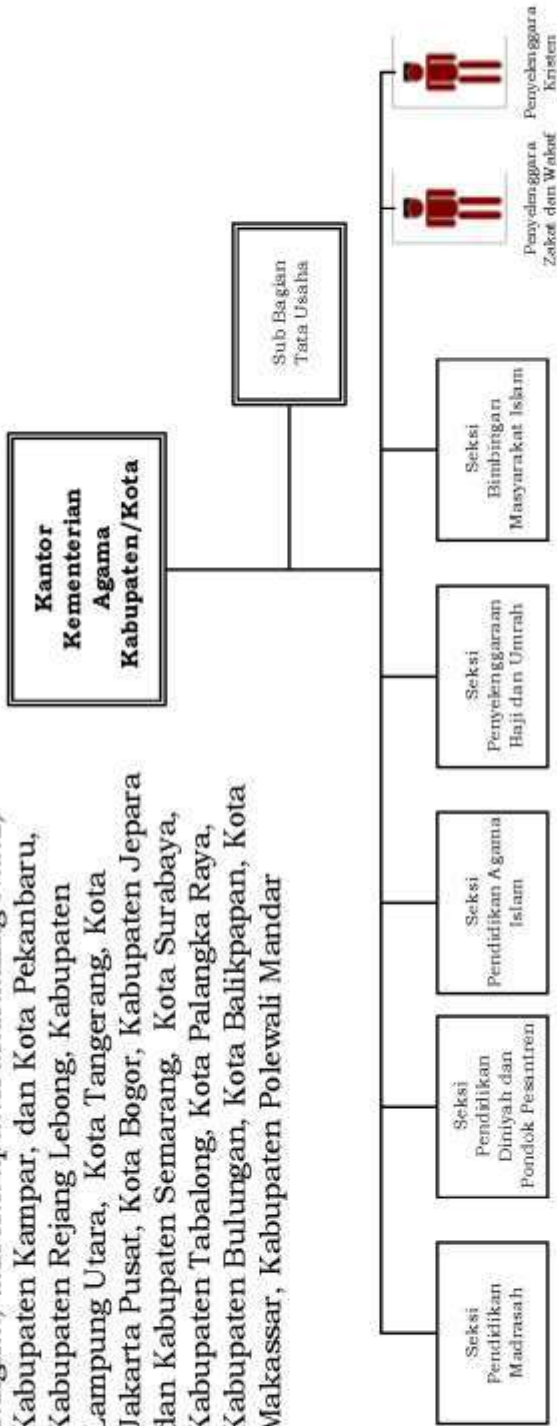 Kabupaten Kampar, dan Kota Pekanbaru,
Kabupaten Rejang Lebong, Kabupaten
Lampung Utara, Kota Tangerang, Kota
Jakarta Pusat, Kota Bogor, Kabupaten Jepara
dan Kabupaten Semarang, Kota Surabaya,
Kabupaten Tabalong, Kota Palangka Raya,
Kabupaten Bulungan, Kota Balikpapan, Kota
Makassar, Kabupaten Polewali Mandar
Kantor
Kementerian
Agama
Kabupaten/Kota
Sub Bagian
Tata Usaha
Seksi
Pendidikan
Madrasah
Seksi
Pendidikan
Diniyah dan
Pondok Pesantren
Seksi
Pendidikan Agama
Islam
Seksi
Penyelenggaraan
Haji dan Umrah
Seksi
Bimbingan
Masyarakat Islam
Penyelenggara
Zakat dan Wakaf
Penyelenggara
Kristen